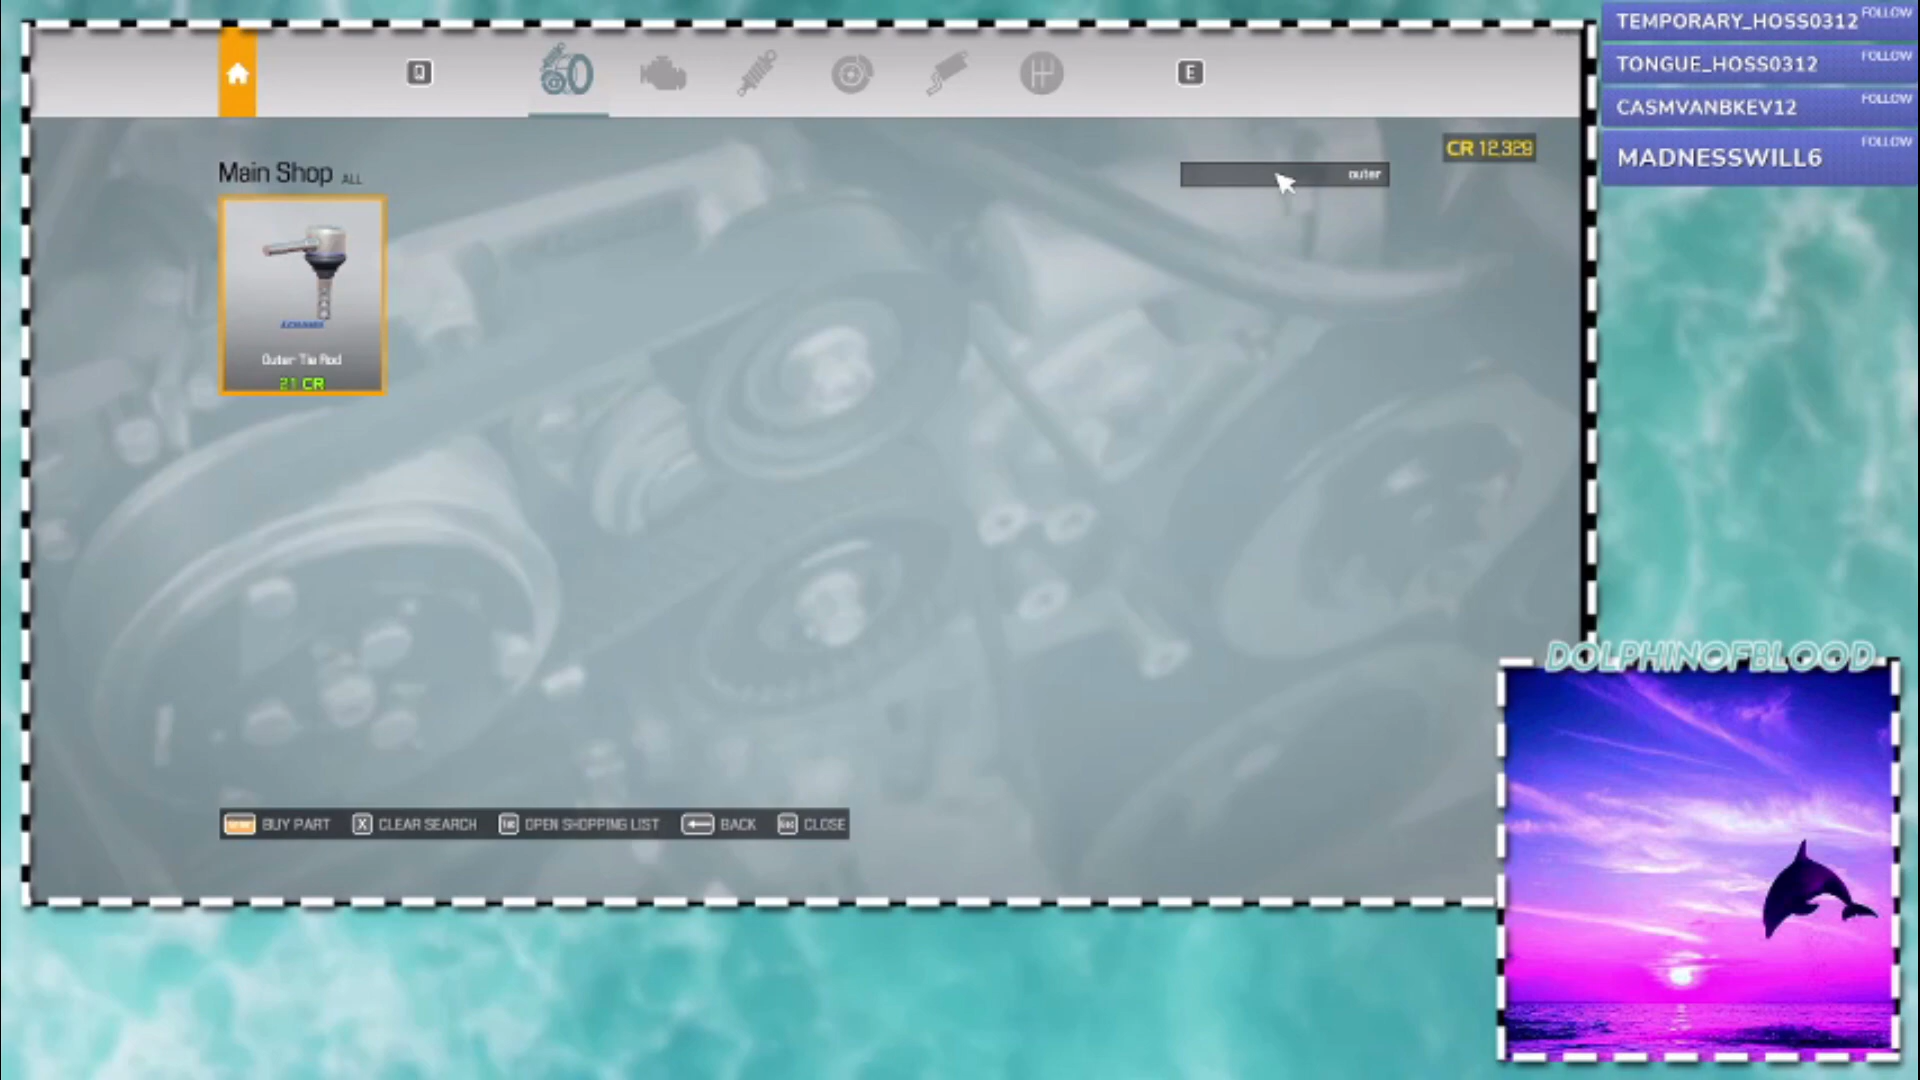 TEMPORARY_HOSS0312 FOLLOW
TONGUE_HOSS0312 FOLLOW
CASMVANBKEV12 FOLLOW
MADNESSWILL6 FOLLOW
Q
E
CR 12,329
Main Shop ALL
outer
Outer Tie Rod
21 CR
BUY PART X CLEAR SEARCH OPEN SHOPPING LIST BACK CLOSE
DOLPHINOFBLOOD